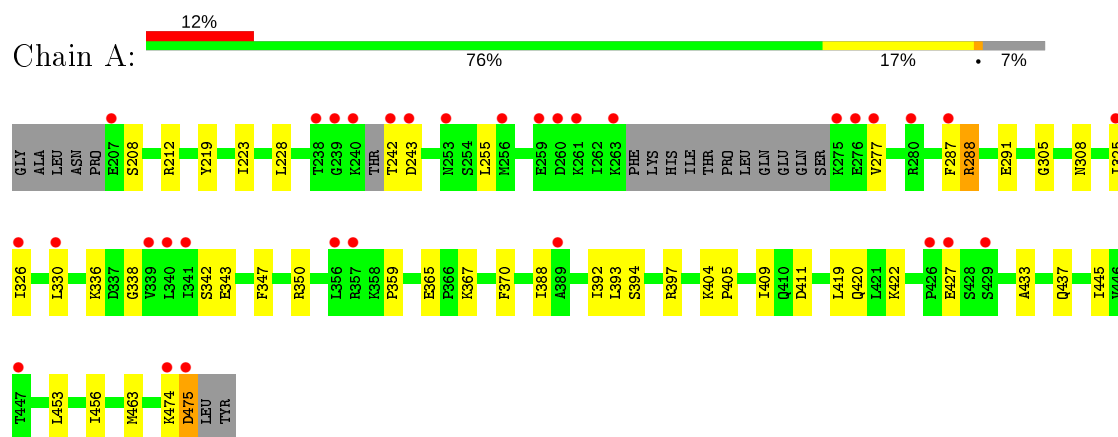 12%
Chain A:
76% 17% • 7%
GLY ALA LEU ASN PRO E207 S208 R212 Y219 I223 L228 T238 G239 K240 THR T242 D243 N253 S254 L255 M256 E259 D260 K261 I262 K263 PHE LYS HIS ILE THR PRO LEU GLN GLU GLN SER K275 E276 V277 R280 F287 R288 E291 G305 N308 I325
I326 L330 K336 D337 G338 V339 L340 I341 S342 E343 F347 R350 L356 R357 K358 P359 E365 P366 K367 F370 I388 A389 I392 L393 S394 R397 K404 P405 I409 Q410 D411 L419 Q420 L421 K422 P426 E427 S428 S429 A433 Q437 I445 V446
T447 L453 I456 M463 K474 D475 LEU TYR